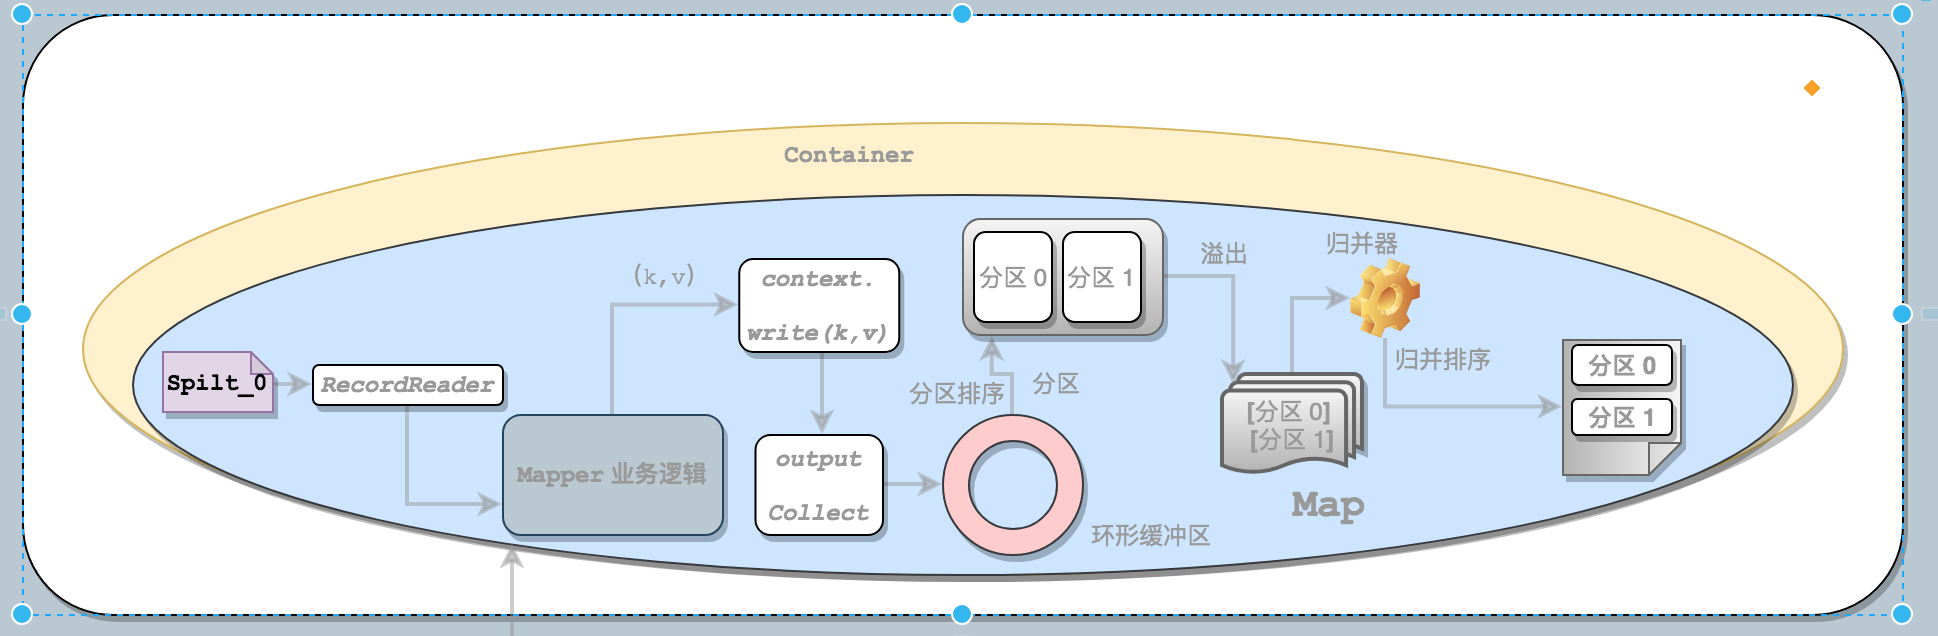 Container
Spilt_0
RecordReader
Mapper 业务逻辑
(k,v)
context.
write(k,v)
output
Collect
环形缓冲区
分区排序
分区
分区 0
分区 1
溢出
[分区 0]
[分区 1]
Map
归并器
归并排序
分区 0
分区 1